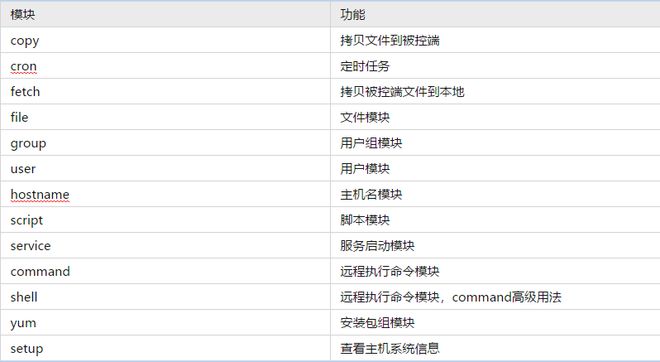 模块 功能
copy 拷贝文件到被控端
cron 定时任务
fetch 拷贝被控端文件到本地
file 文件模块
group 用户组模块
user 用户模块
hostname 主机名模块
script 脚本模块
service 服务启动模块
command 远程执行命令模块
shell 远程执行命令模块，command高级用法
yum 安装包组模块
setup 查看主机系统信息